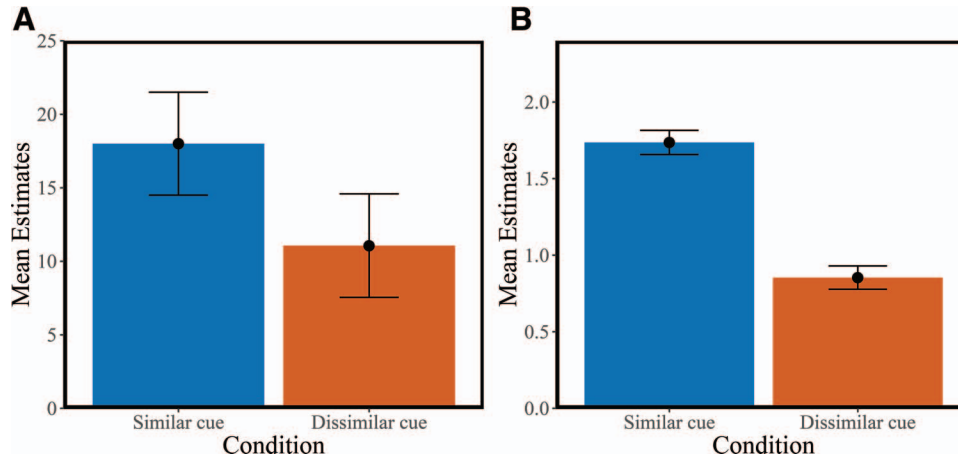 A
Mean Estimates
25
20
15
10
5
0
Similar cue
Dissimilar cue
Condition
B
Mean Estimates
2.0
1.5
1.0
0.5
0.0
Similar cue
Dissimilar cue
Condition